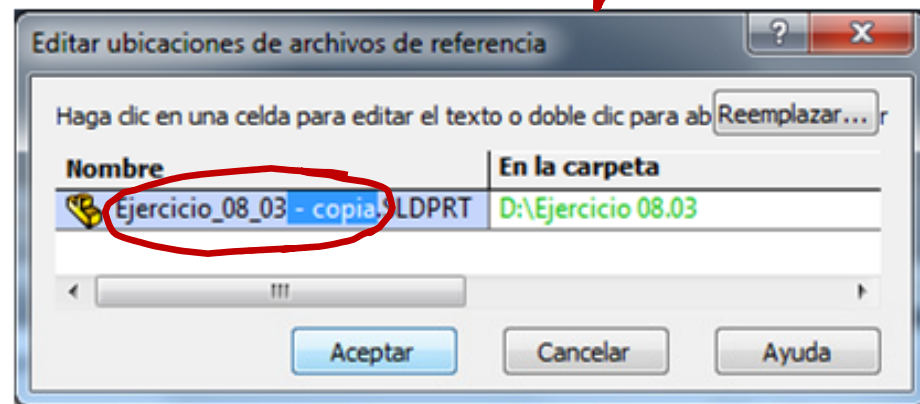 Editar ubicaciones de archivos de referencia
Haga clic en una celda para editar el texto o doble clic para ab
Reemplazar...
Nombre
En la carpeta
Ejercicio_08_03 - copia.SLDPRT
D:\Ejercicio 08.03
Aceptar
Cancelar
Ayuda